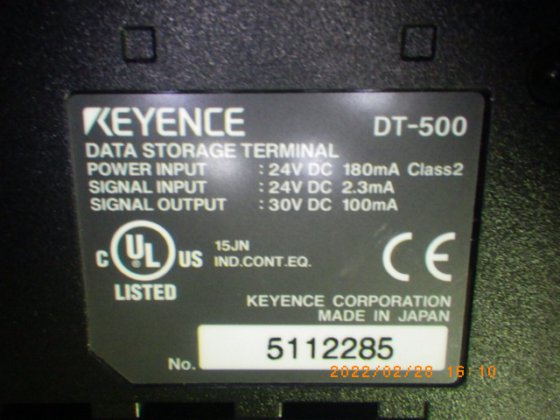 KEYENCE DT-500
DATA STORAGE TERMINAL
POWER INPUT : 24V DC 180mA Class2
SIGNAL INPUT : 24V DC 2.3mA
SIGNAL OUTPUT : 30V DC 100mA
C UL US
LISTED
15JN
IND.CONT.EQ.
CE
KEYENCE CORPORATION
MADE IN JAPAN
No. 5112285
2022/02/23 16:10